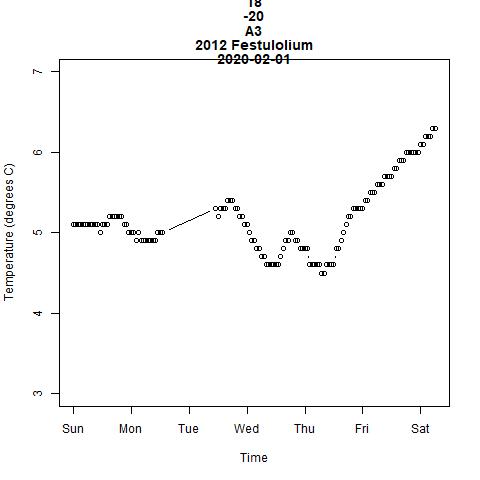 18
-20
A3
2012 Festulolium
2020-02-01
7
6
5
4
3
Temperature (degrees C)
Sun Mon Tue Wed Thu Fri Sat
Time